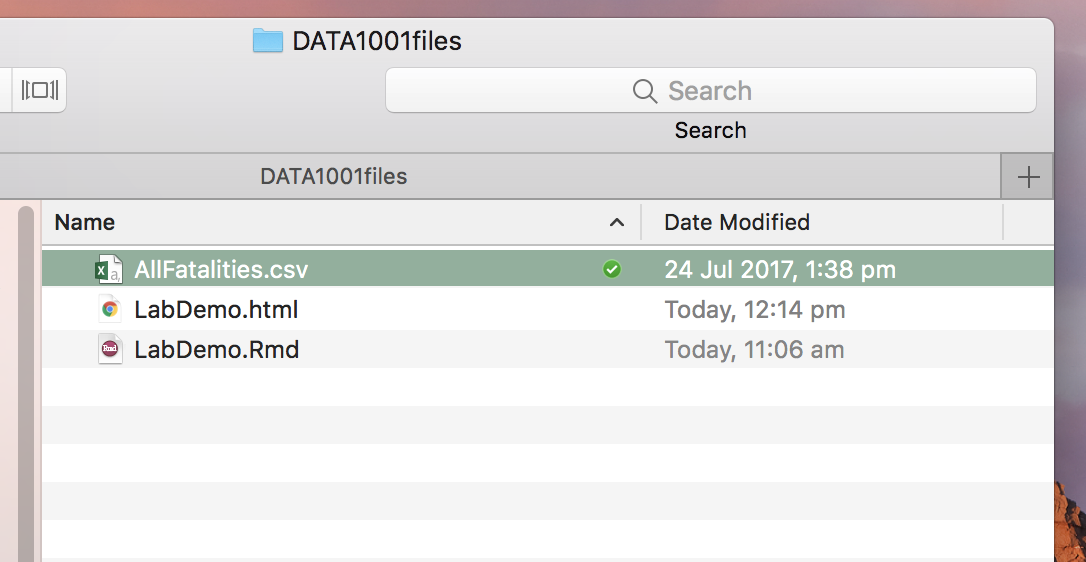 DATA1001files
Search
Search
DATA1001files
Name Date Modified
AllFatalities.csv 24 Jul 2017, 1:38 pm
LabDemo.html Today, 12:14 pm
LabDemo.Rmd Today, 11:06 am